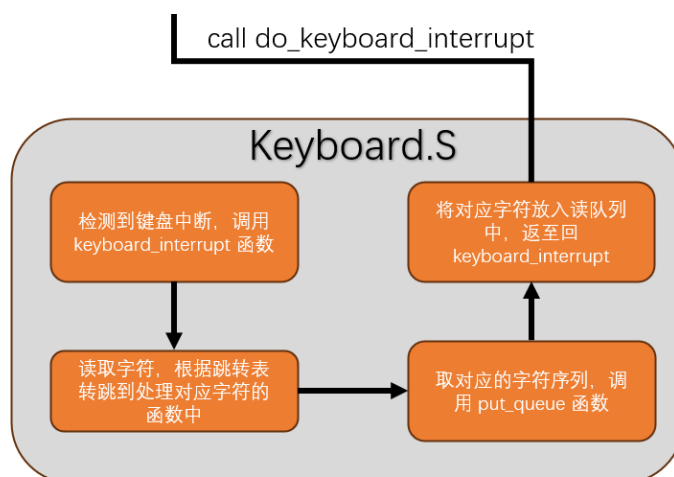 call do_keyboard_interrupt
Keyboard.S
检测到键盘中断，调用
keyboard_interrupt 函数
读取字符，根据跳转表
转跳到处理对应字符的
函数中
取对应的字符序列，调
用 put_queue 函数
将对应字符放入读队列
中，返至回
keyboard_interrupt